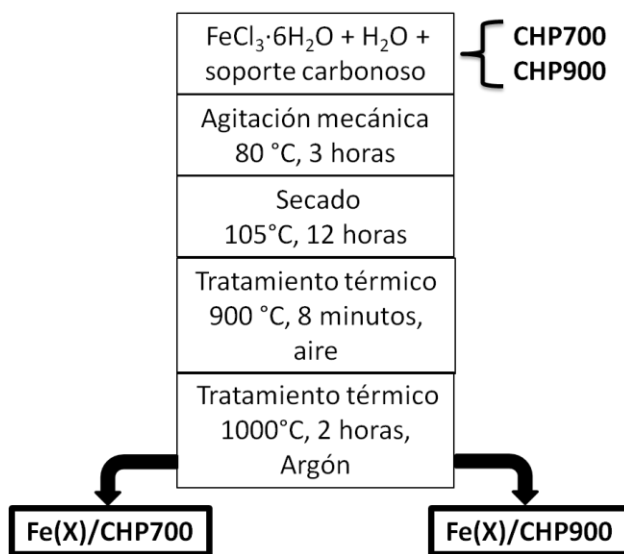 FeCl₃·6H₂O + H₂O +
soporte carbonoso
CHP700
CHP900
Agitación mecánica
80 °C, 3 horas
Secado
105°C, 12 horas
Tratamiento térmico
900 °C, 8 minutos,
aire
Tratamiento térmico
1000°C, 2 horas,
Argón
Fe(X)/CHP700
Fe(X)/CHP900